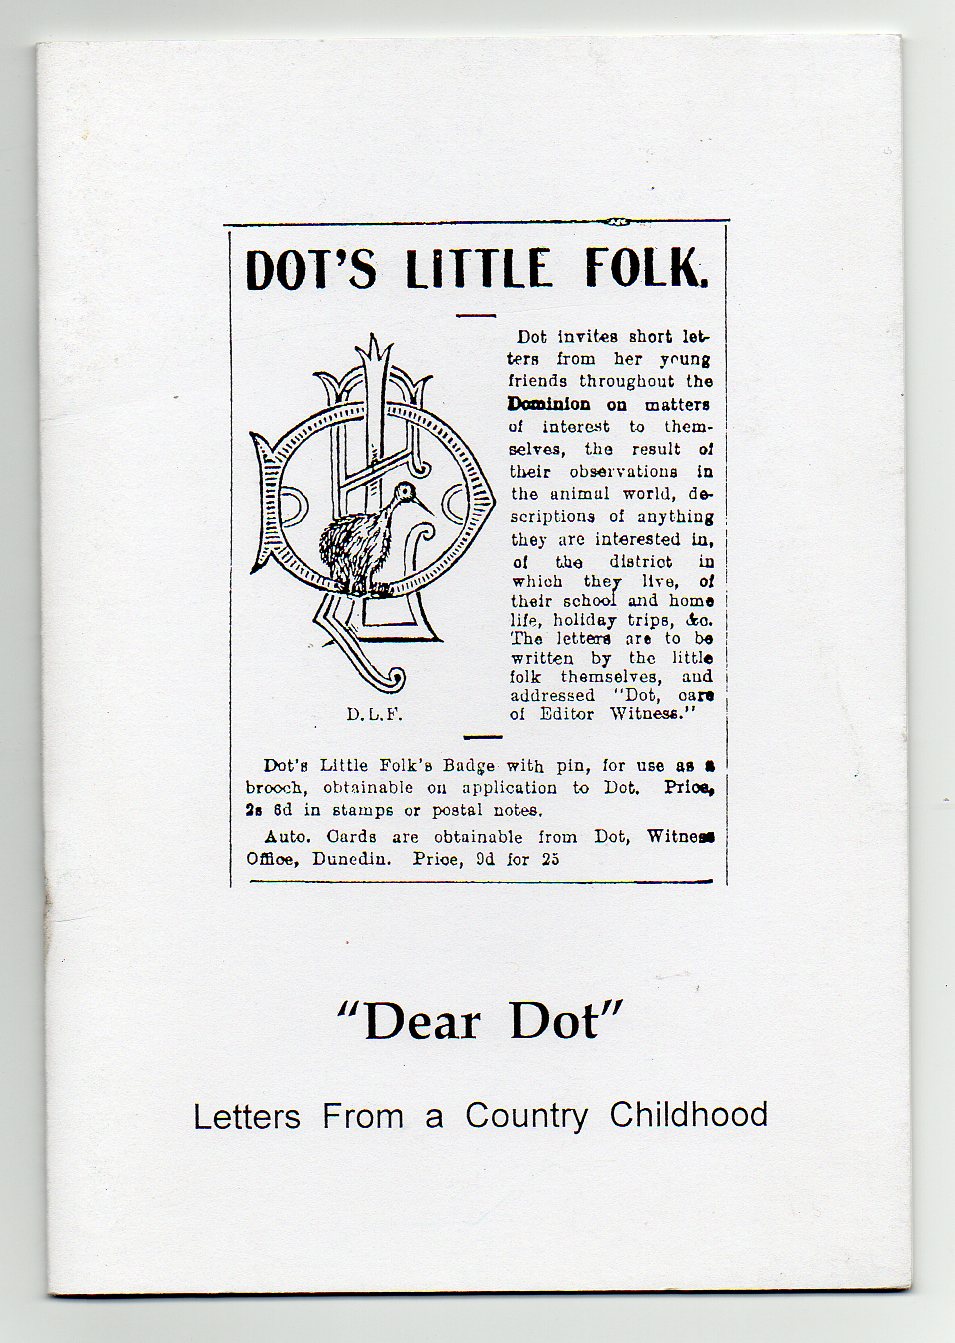 DOT'S LITTLE FOLK.
Dot invites short let-
ters from her young
friends throughout the
Dominion on matters
of interest to them-
selves, the result of
their observations in
the animal world, de-
scriptions of anything
they are interested in,
of the district in
which they live, of
their school and home
life, holiday trips, &c.
The letters are to be
written by the little
folk themselves, and
addressed "Dot, care
of Editor Witness."
D. L. F.
Dot's Little Folk's Badge with pin, for use as a
brooch, obtainable on application to Dot. Price,
2s 6d in stamps or postal notes.
Auto. Cards are obtainable from Dot, Witness
Office, Dunedin. Price, 9d for 25
"Dear Dot"
Letters From a Country Childhood